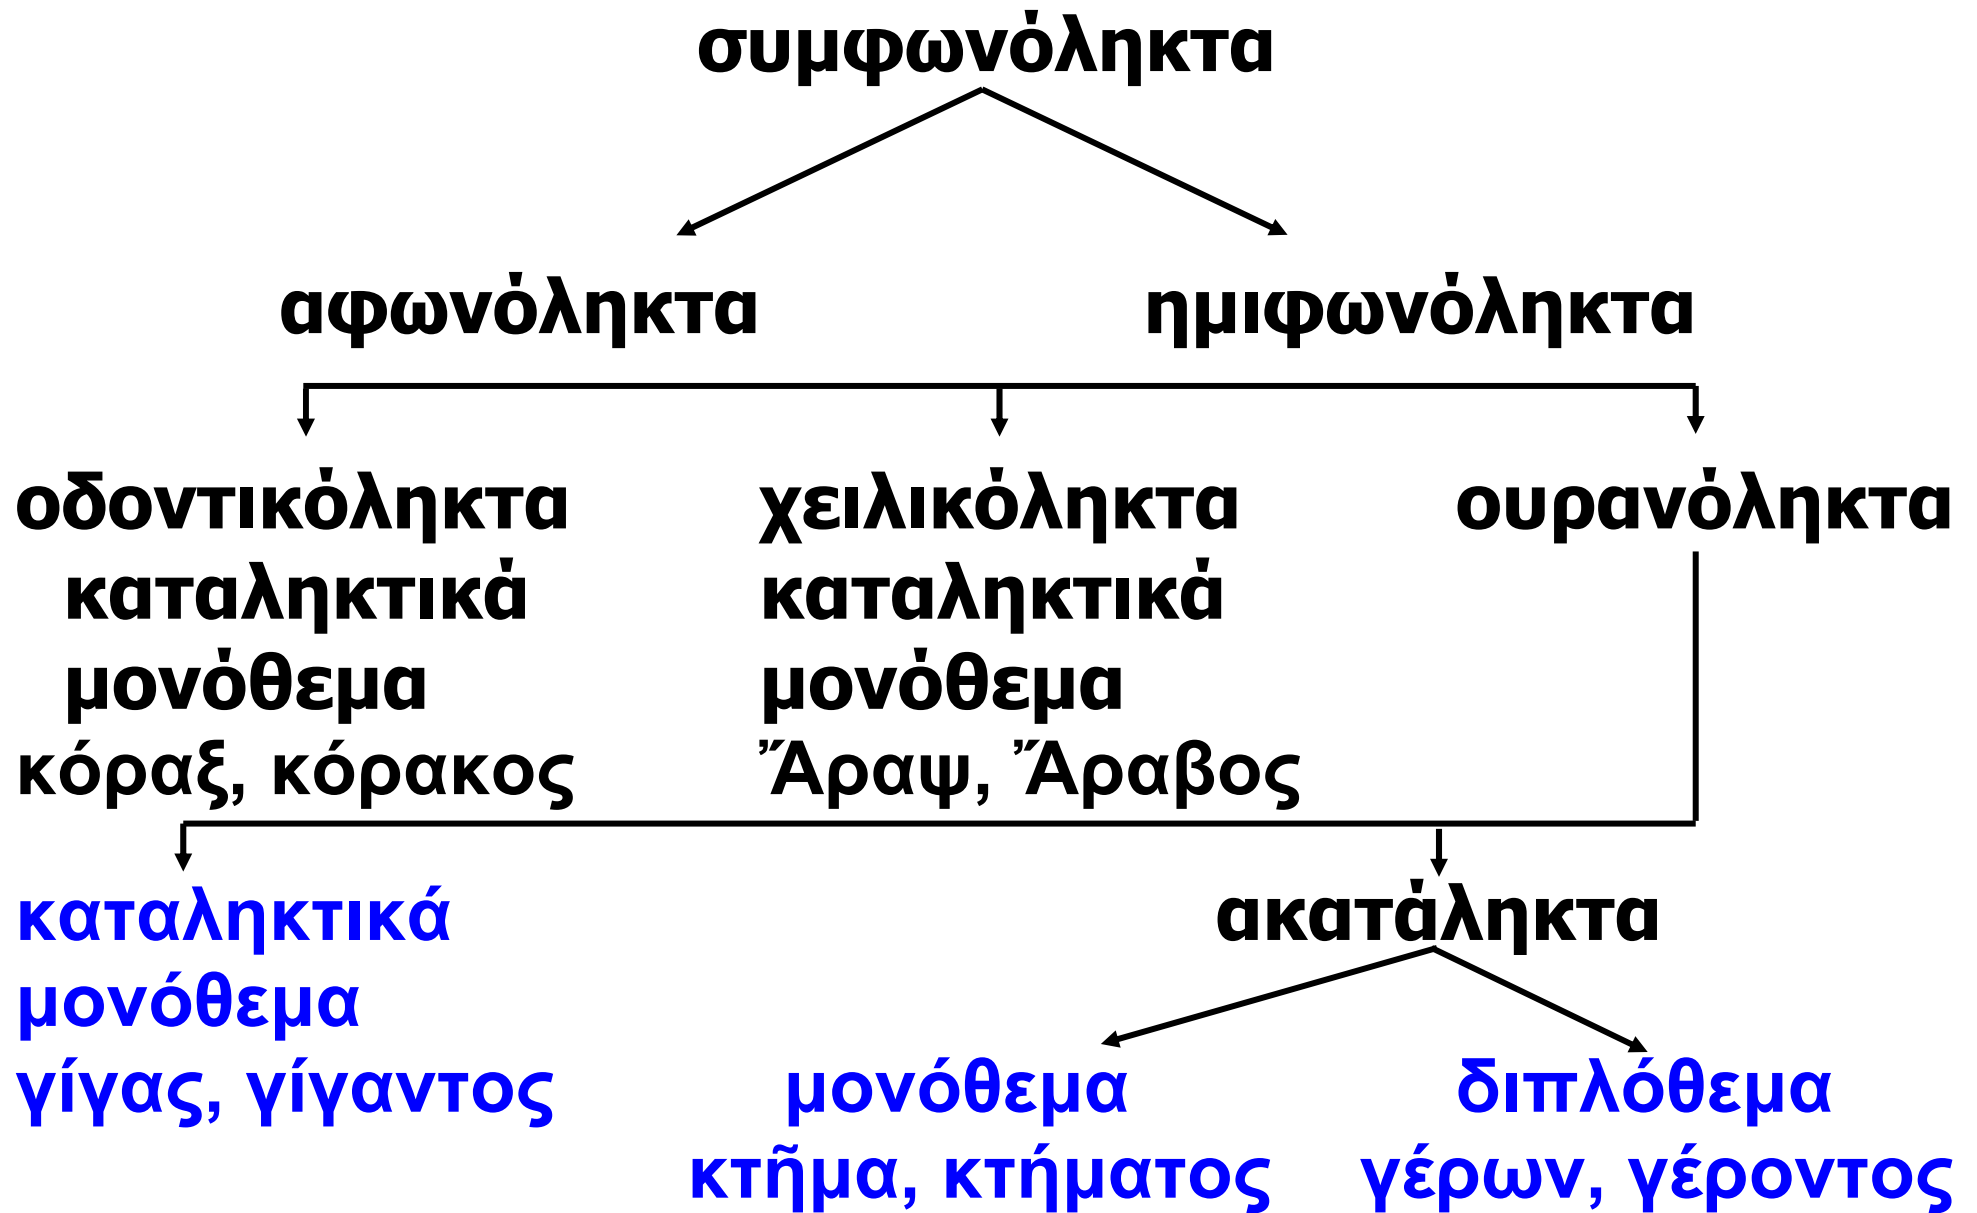 συμφωνόληκτα
αφωνόληκτα ημιφωνόληκτα
οδοντικόληκτα χειλικόληκτα ουρανόληκτα
καταληκτικά καταληκτικά
μονόθεμα μονόθεμα
κόραξ, κόρακος Ἄραψ, Ἄραβος
καταληκτικά ακατάληκτα
μονόθεμα
γίγας, γίγαντος μονόθεμα διπλόθεμα
κτῆμα, κτήματος γέρων, γέροντος